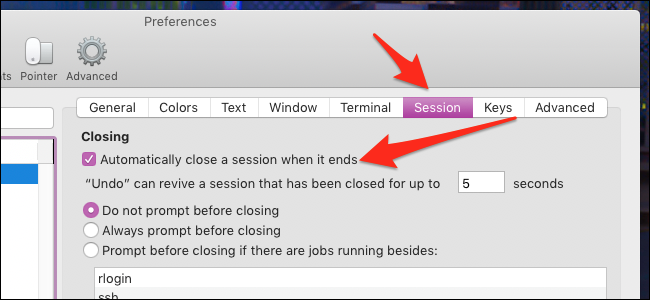 Preferences
Pointer Advanced
General Colors Text Window Terminal Session Keys Advanced
Closing
Automatically close a session when it ends
“Undo” can revive a session that has been closed for up to 5 seconds
Do not prompt before closing
Always prompt before closing
Prompt before closing if there are jobs running besides:
rlogin
ssh